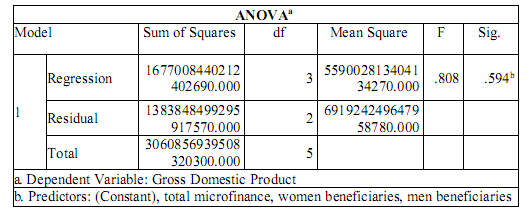 ANOVAa
Model Sum of Squares df Mean Square F Sig.
1 Regression 1677008440212402690.000 3 559002813404134270.000 .808 .594b
Residual 1383848499295917570.000 2 691924249647958780.000
Total 3060856939508320300.000 5
a. Dependent Variable: Gross Domestic Product
b. Predictors: (Constant), total microfinance, women beneficiaries, men beneficiaries